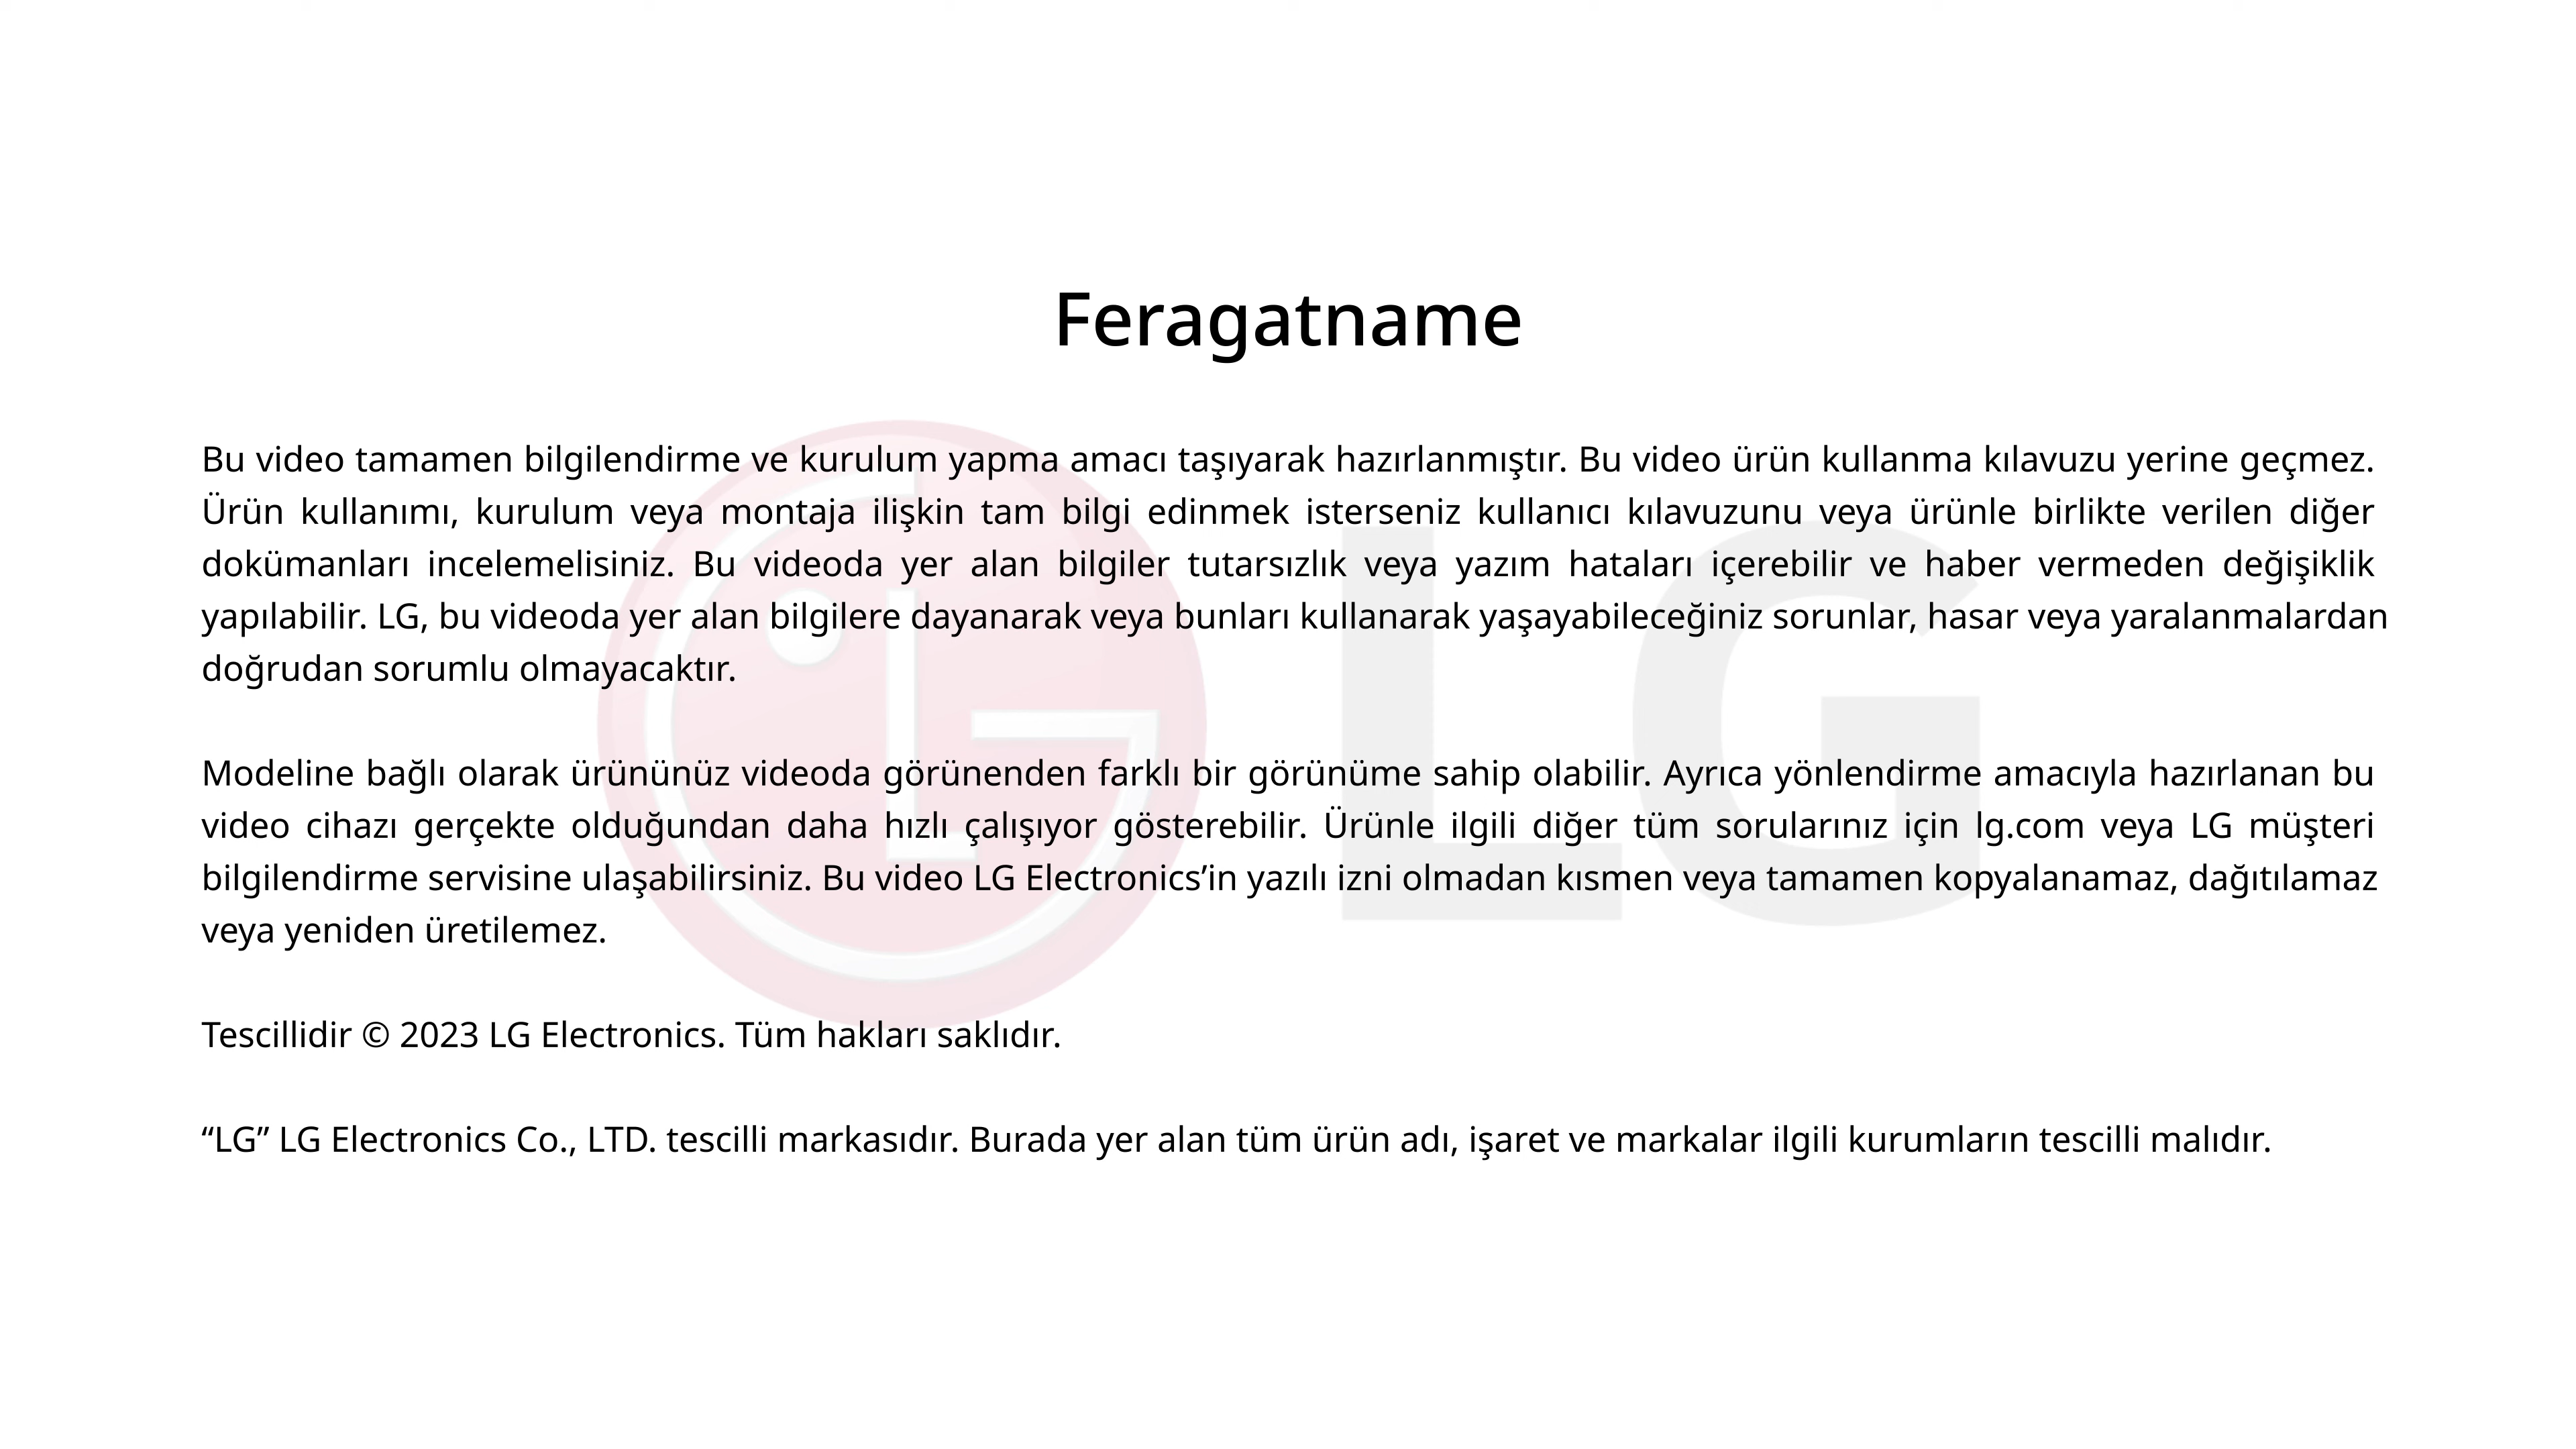 Feragatname
Bu video tamamen bilgilendirme ve kurulum yapma amacı taşıyarak hazırlanmıştır. Bu video ürün kullanma kılavuzu yerine geçmez.
Ürün kullanımı, kurulum veya montaja ilişkin tam bilgi edinmek isterseniz kullanıcı kılavuzunu veya ürünle birlikte verilen diğer
dokümanları incelemelisiniz. Bu videoda yer alan bilgiler tutarsızlık veya yazım hataları içerebilir ve haber vermeden değişiklik
yapılabilir. LG, bu videoda yer alan bilgilere dayanarak veya bunları kullanarak yaşayabileceğiniz sorunlar, hasar veya yaralanmalardan
doğrudan sorumlu olmayacaktır.
Modeline bağlı olarak ürününüz videoda görünenden farklı bir görünüme sahip olabilir. Ayrıca yönlendirme amacıyla hazırlanan bu
video cihazı gerçekte olduğundan daha hızlı çalışıyor gösterebilir. Ürünle ilgili diğer tüm sorularınız için lg.com veya LG müşteri
bilgilendirme servisine ulaşabilirsiniz. Bu video LG Electronics’in yazılı izni olmadan kısmen veya tamamen kopyalanamaz, dağıtılamaz
veya yeniden üretilemez.
Tescillidir © 2023 LG Electronics. Tüm hakları saklıdır.
“LG” LG Electronics Co., LTD. tescilli markasıdır. Burada yer alan tüm ürün adı, işaret ve markalar ilgili kurumların tescilli malıdır.
LG